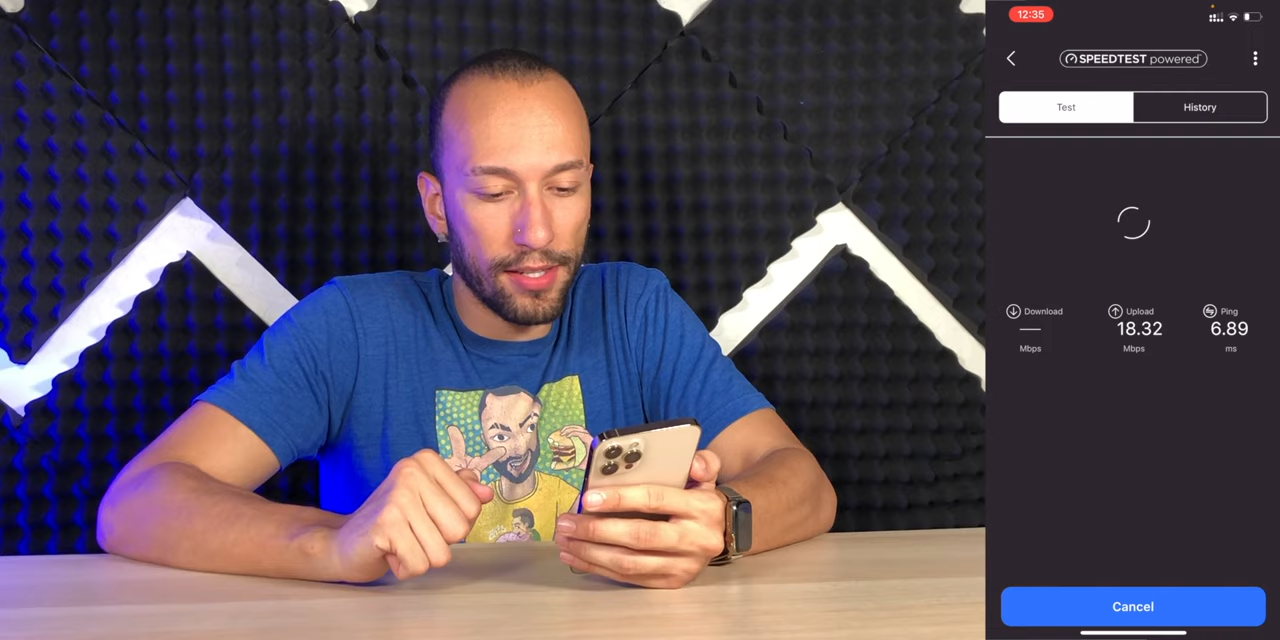 12:35
SPEEDTEST powered
Test
History
Download
Upload
Ping
18.32
6.89
Mbps
Mbps
ms
Cancel